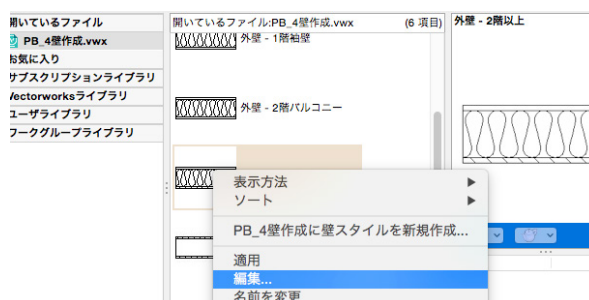 開いているファイル
PB_4壁作成.vwx
お気に入り
サブスクリプションライブラリ
Vectorworksライブラリ
ユーザライブラリ
ワークグループライブラリ
開いているファイル:PB_4壁作成.vwx (6 項目)
外壁 - 1階袖壁
外壁 - 2階バルコニー
外壁 - 2階以上
表示方法
ソート
PB_4壁作成に壁スタイルを新規作成...
適用
編集...
名前を変更